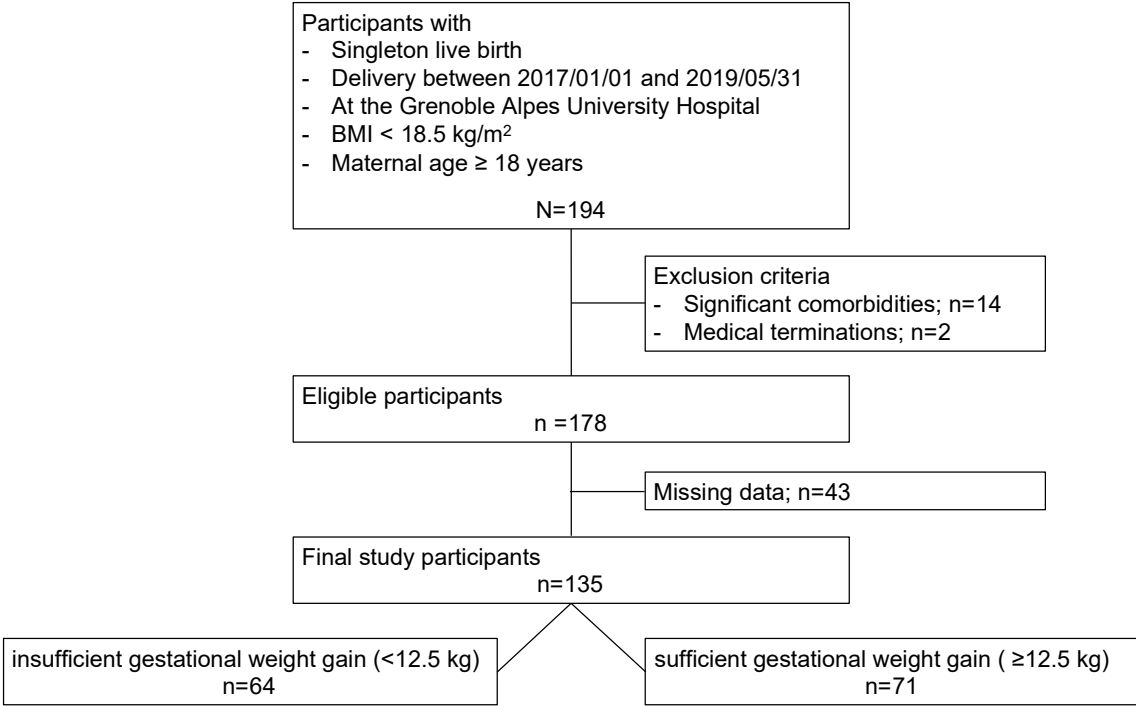 Participants with
- Singleton live birth
- Delivery between 2017/01/01 and 2019/05/31
- At the Grenoble Alpes University Hospital
- BMI < 18.5 kg/m²
- Maternal age ≥ 18 years
N=194
Exclusion criteria
- Significant comorbidities; n=14
- Medical terminations; n=2
Eligible participants
n =178
Missing data; n=43
Final study participants
n=135
insufficient gestational weight gain (<12.5 kg)
n=64
sufficient gestational weight gain ( ≥12.5 kg)
n=71